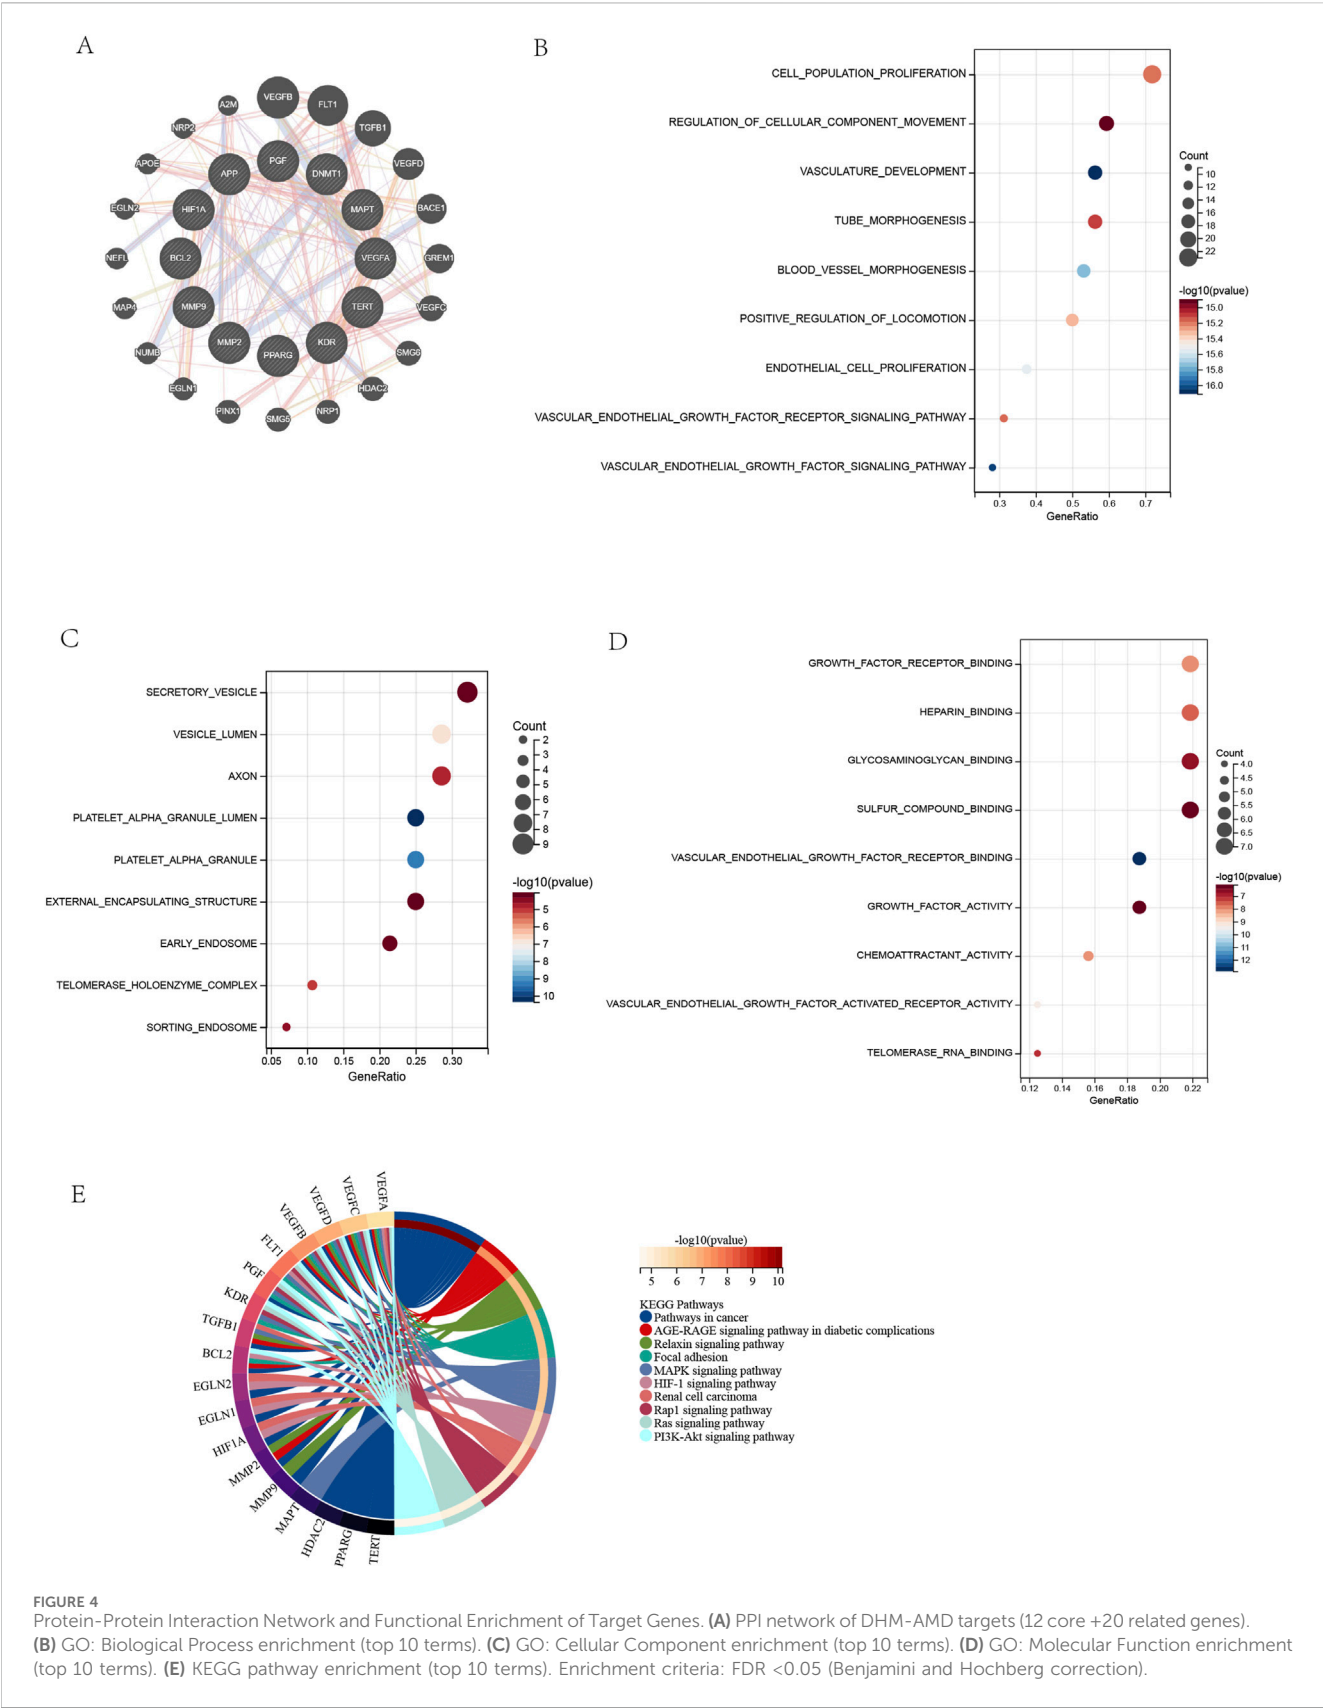 A
VEGFB
FLT1
A2M
TGFB1
NRP2
PGF
VEGFD
APOE
APP
DNMT1
EGLN2
HIF1A
MAPT
BACE1
NEFL
BCL2
VEGFA
GREM1
MAP4
MMP9
TERT
VEGFC
NUMB
MMP2
PPARG
KDR
SMG6
EGLN1
HDAC2
PINX1
SMG5
NRP1
B
CELL_POPULATION_PROLIFERATION
REGULATION_OF_CELLULAR_COMPONENT_MOVEMENT
VASCULATURE_DEVELOPMENT
TUBE_MORPHOGENESIS
BLOOD_VESSEL_MORPHOGENESIS
POSITIVE_REGULATION_OF_LOCOMOTION
ENDOTHELIAL_CELL_PROLIFERATION
VASCULAR_ENDOTHELIAL_GROWTH_FACTOR_RECEPTOR_SIGNALING_PATHWAY
VASCULAR_ENDOTHELIAL_GROWTH_FACTOR_SIGNALING_PATHWAY
0.3 0.4 0.5 0.6 0.7
GeneRatio
Count
10
12
14
16
18
20
22
-log10(pvalue)
15.0
15.2
15.4
15.6
15.8
16.0
C
SECRETORY_VESICLE
VESICLE_LUMEN
AXON
PLATELET_ALPHA_GRANULE_LUMEN
PLATELET_ALPHA_GRANULE
EXTERNAL_ENCAPSULATING_STRUCTURE
EARLY_ENDOSOME
TELOMERASE_HOLOENZYME_COMPLEX
SORTING_ENDOSOME
0.05 0.10 0.15 0.20 0.25 0.30
GeneRatio
Count
2
3
4
5
6
7
8
9
-log10(pvalue)
5
6
7
8
9
10
D
GROWTH_FACTOR_RECEPTOR_BINDING
HEPARIN_BINDING
GLYCOSAMINOGLYCAN_BINDING
SULFUR_COMPOUND_BINDING
VASCULAR_ENDOTHELIAL_GROWTH_FACTOR_RECEPTOR_BINDING
GROWTH_FACTOR_ACTIVITY
CHEMOATTRACTANT_ACTIVITY
VASCULAR_ENDOTHELIAL_GROWTH_FACTOR_ACTIVATED_RECEPTOR_ACTIVITY
TELOMERASE_RNA_BINDING
0.12 0.14 0.16 0.18 0.20 0.22
GeneRatio
Count
4.0
4.5
5.0
5.5
6.0
6.5
7.0
-log10(pvalue)
7
8
9
10
11
12
E
VEGFA
VEGFC
VEGFD
VEGFB
FLT1
PGF
KDR
TGFB1
BCL2
EGLN2
EGLN1
HIF1A
MMP2
MMP9
MAPT
HDAC2
PPARG
TERT
-log10(pvalue)
5 6 7 8 9 10
KEGG Pathways
Pathways in cancer
AGE-RAGE signaling pathway in diabetic complications
Relaxin signaling pathway
Focal adhesion
MAPK signaling pathway
HIF-1 signaling pathway
Renal cell carcinoma
Rap1 signaling pathway
Ras signaling pathway
PI3K-Akt signaling pathway
FIGURE 4
Protein-Protein Interaction Network and Functional Enrichment of Target Genes. (A) PPI network of DHM-AMD targets (12 core +20 related genes).
(B) GO: Biological Process enrichment (top 10 terms). (C) GO: Cellular Component enrichment (top 10 terms). (D) GO: Molecular Function enrichment
(top 10 terms). (E) KEGG pathway enrichment (top 10 terms). Enrichment criteria: FDR <0.05 (Benjamini and Hochberg correction).